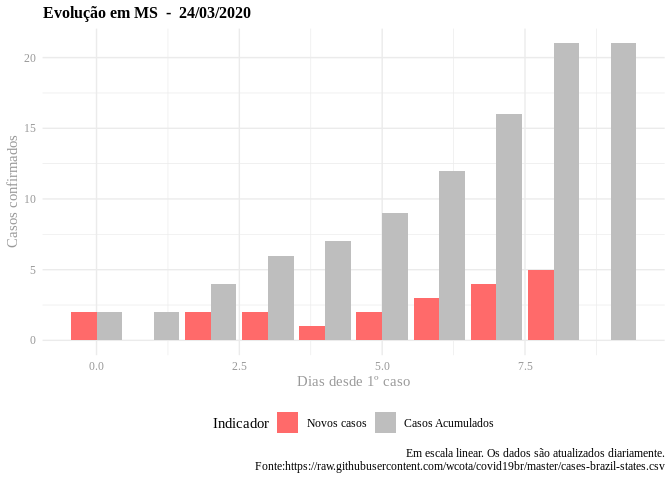 Evolução em MS  -  24/03/2020
Casos confirmados
20
15
10
5
0
0.0
2.5
5.0
7.5
Dias desde 1º caso
Indicador
Novos casos
Casos Acumulados
Em escala linear. Os dados são atualizados diariamente.
Fonte:https://raw.githubusercontent.com/wcota/covid19br/master/cases-brazil-states.csv